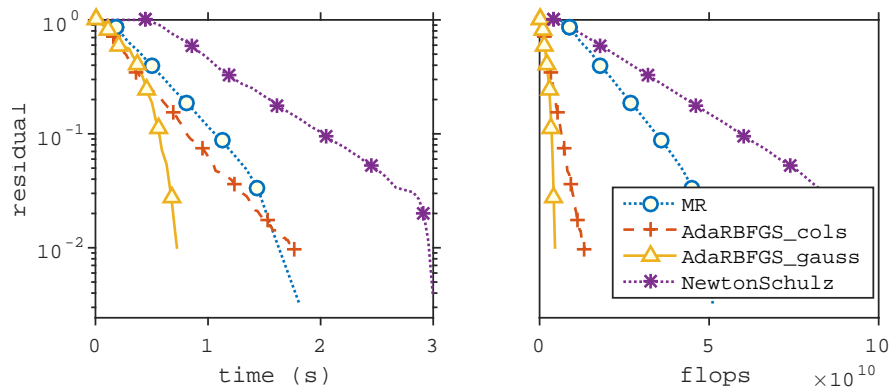 residual
10^0
10^-1
10^-2
0
1
2
3
time (s)
0
5
10
flops
×10^10
MR
AdaRBFGS_cols
AdaRBFGS_gauss
NewtonSchulz